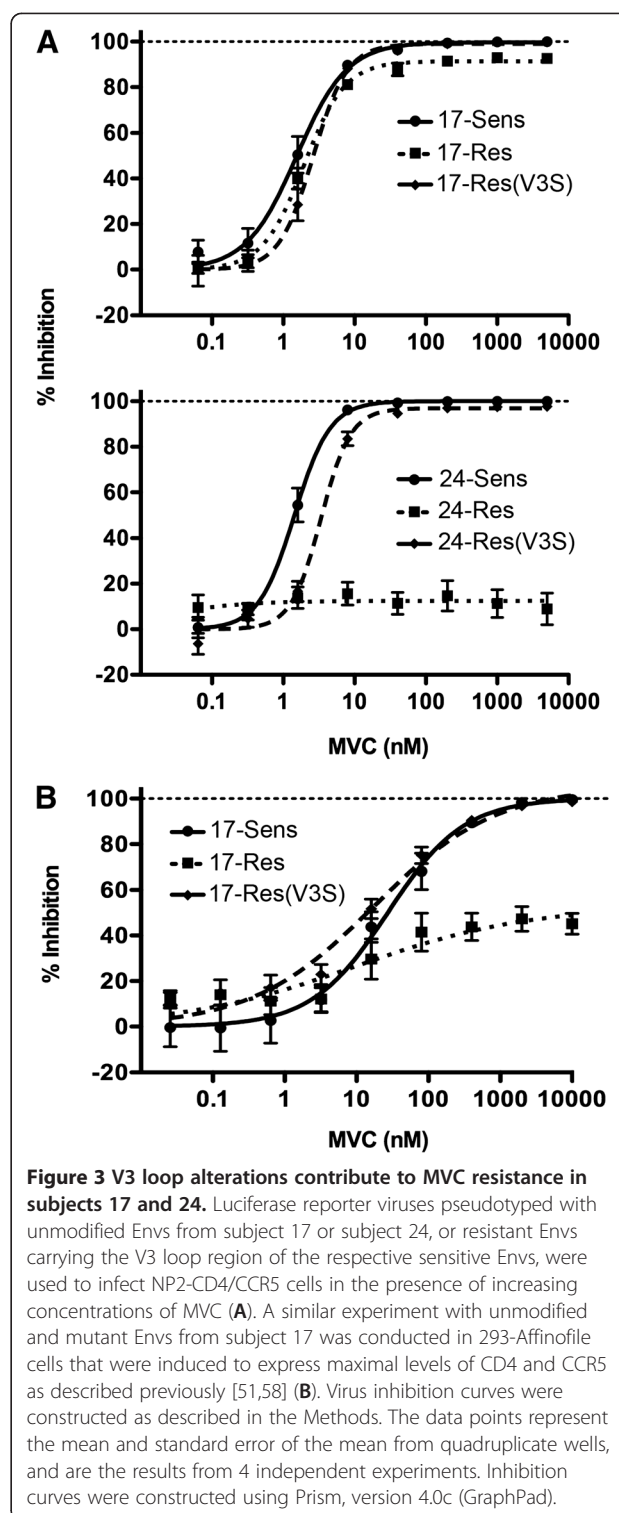 A
100
80
60
40
20
0
-20
17-Sens
17-Res
17-Res(V3S)
0.1 1 10 100 1000 10000
% Inhibition
100
80
60
40
20
0
-20
24-Sens
24-Res
24-Res(V3S)
0.1 1 10 100 1000 10000
MVC (nM)
B
% Inhibition
100
80
60
40
20
0
-20
17-Sens
17-Res
17-Res(V3S)
0.1 1 10 100 1000 10000
MVC (nM)
Figure 3 V3 loop alterations contribute to MVC resistance in
subjects 17 and 24. Luciferase reporter viruses pseudotyped with
unmodified Envs from subject 17 or subject 24, or resistant Envs
carrying the V3 loop region of the respective sensitive Envs, were
used to infect NP2-CD4/CCR5 cells in the presence of increasing
concentrations of MVC (A). A similar experiment with unmodified
and mutant Envs from subject 17 was conducted in 293-Affinofile
cells that were induced to express maximal levels of CD4 and CCR5
as described previously [51,58] (B). Virus inhibition curves were
constructed as described in the Methods. The data points represent
the mean and standard error of the mean from quadruplicate wells,
and are the results from 4 independent experiments. Inhibition
curves were constructed using Prism, version 4.0c (GraphPad).